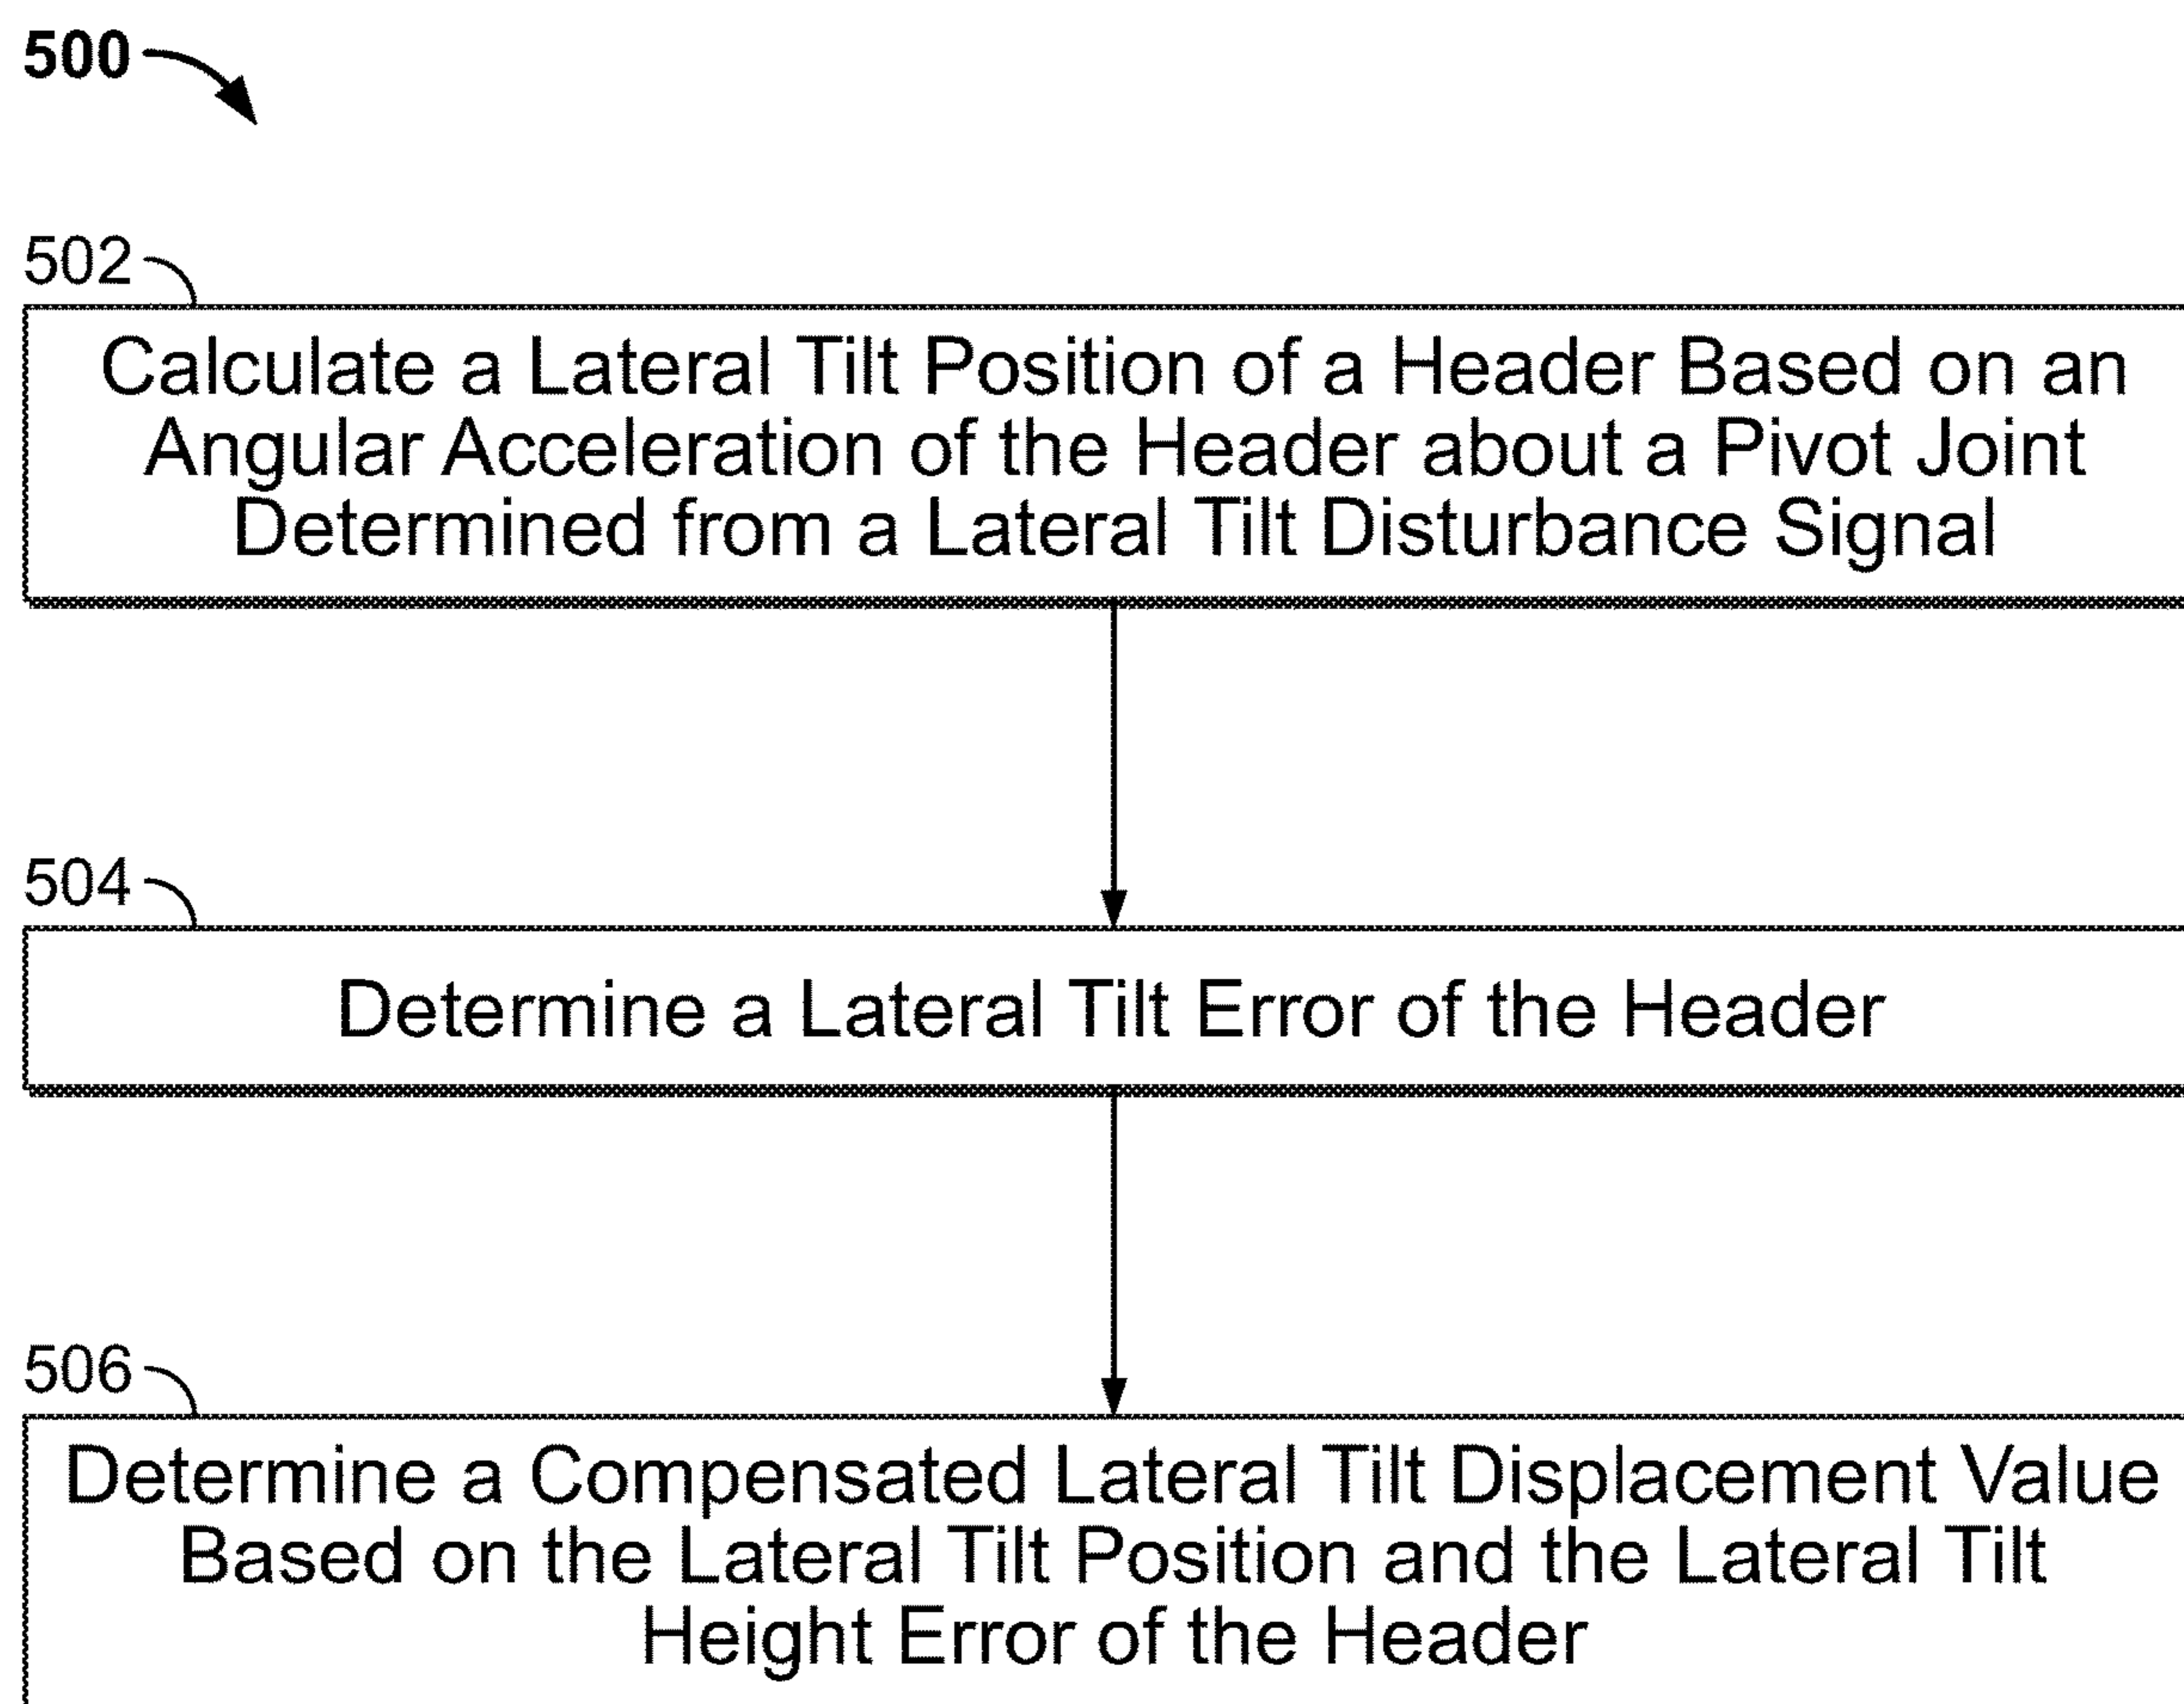 500
502
Calculate a Lateral Tilt Position of a Header Based on an
Angular Acceleration of the Header about a Pivot Joint
Determined from a Lateral Tilt Disturbance Signal
504
Determine a Lateral Tilt Error of the Header
506
Determine a Compensated Lateral Tilt Displacement Value
Based on the Lateral Tilt Position and the Lateral Tilt
Height Error of the Header